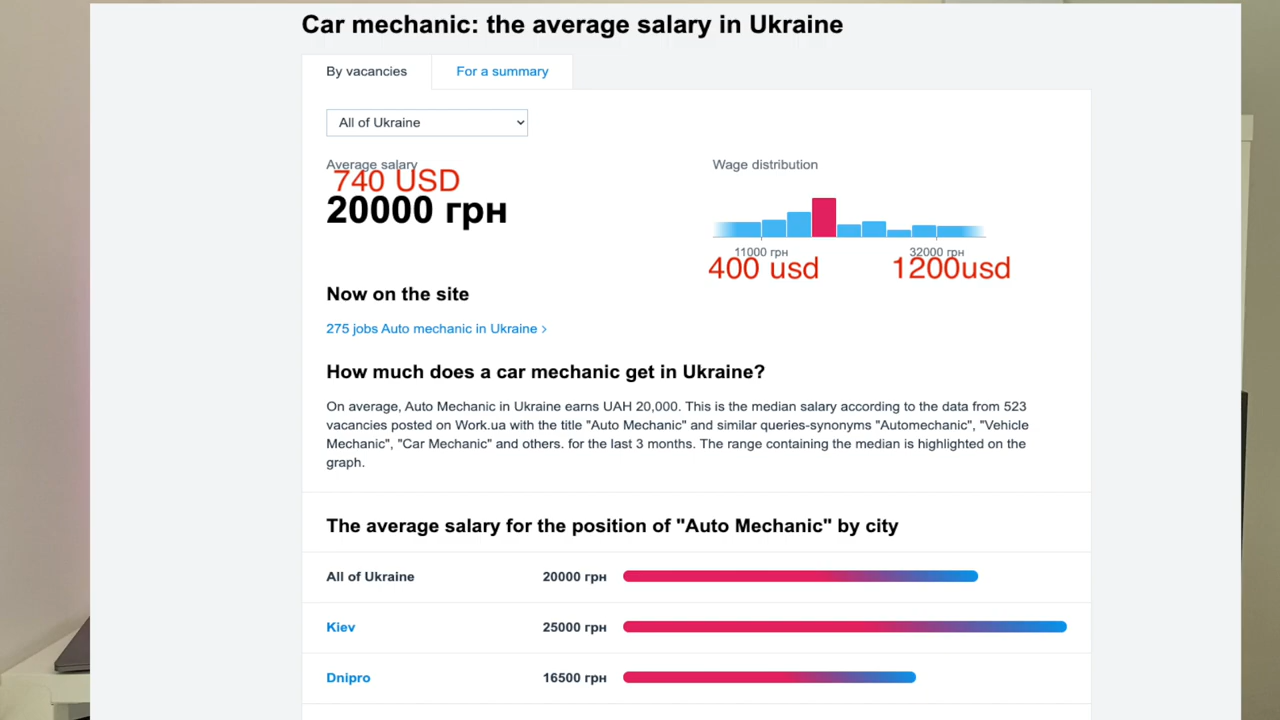 Car mechanic: the average salary in Ukraine
By vacancies
For a summary
All of Ukraine
Average salary
740 USD
20000 грн
Wage distribution
11000 грн
32000 грн
400 usd
1200usd
Now on the site
275 jobs Auto mechanic in Ukraine >
How much does a car mechanic get in Ukraine?
On average, Auto Mechanic in Ukraine earns UAH 20,000. This is the median salary according to the data from 523
vacancies posted on Work.ua with the title "Auto Mechanic" and similar queries-synonyms "Automechanic", "Vehicle
Mechanic", "Car Mechanic" and others. for the last 3 months. The range containing the median is highlighted on the
graph.
The average salary for the position of "Auto Mechanic" by city
All of Ukraine 20000 грн
Kiev 25000 грн
Dnipro 16500 грн